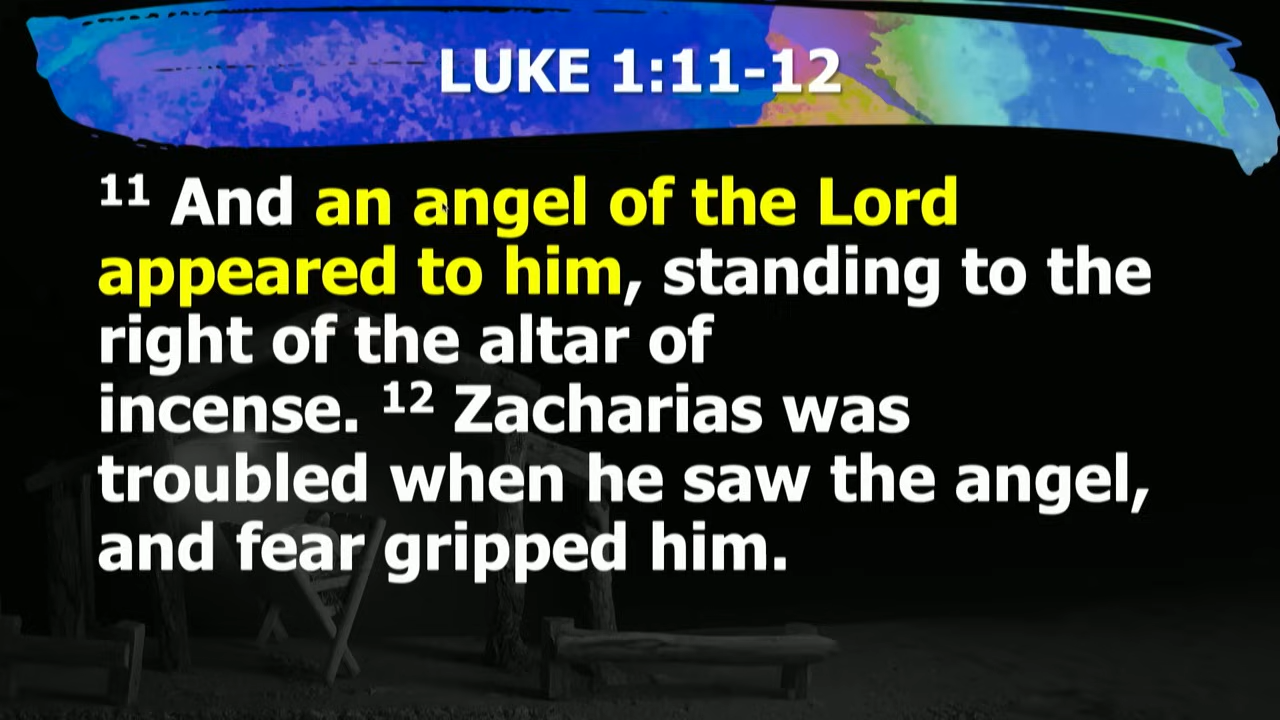 LUKE 1:11-12
¹¹ And an angel of the Lord
appeared to him, standing to the
right of the altar of
incense. ¹² Zacharias was
troubled when he saw the angel,
and fear gripped him.